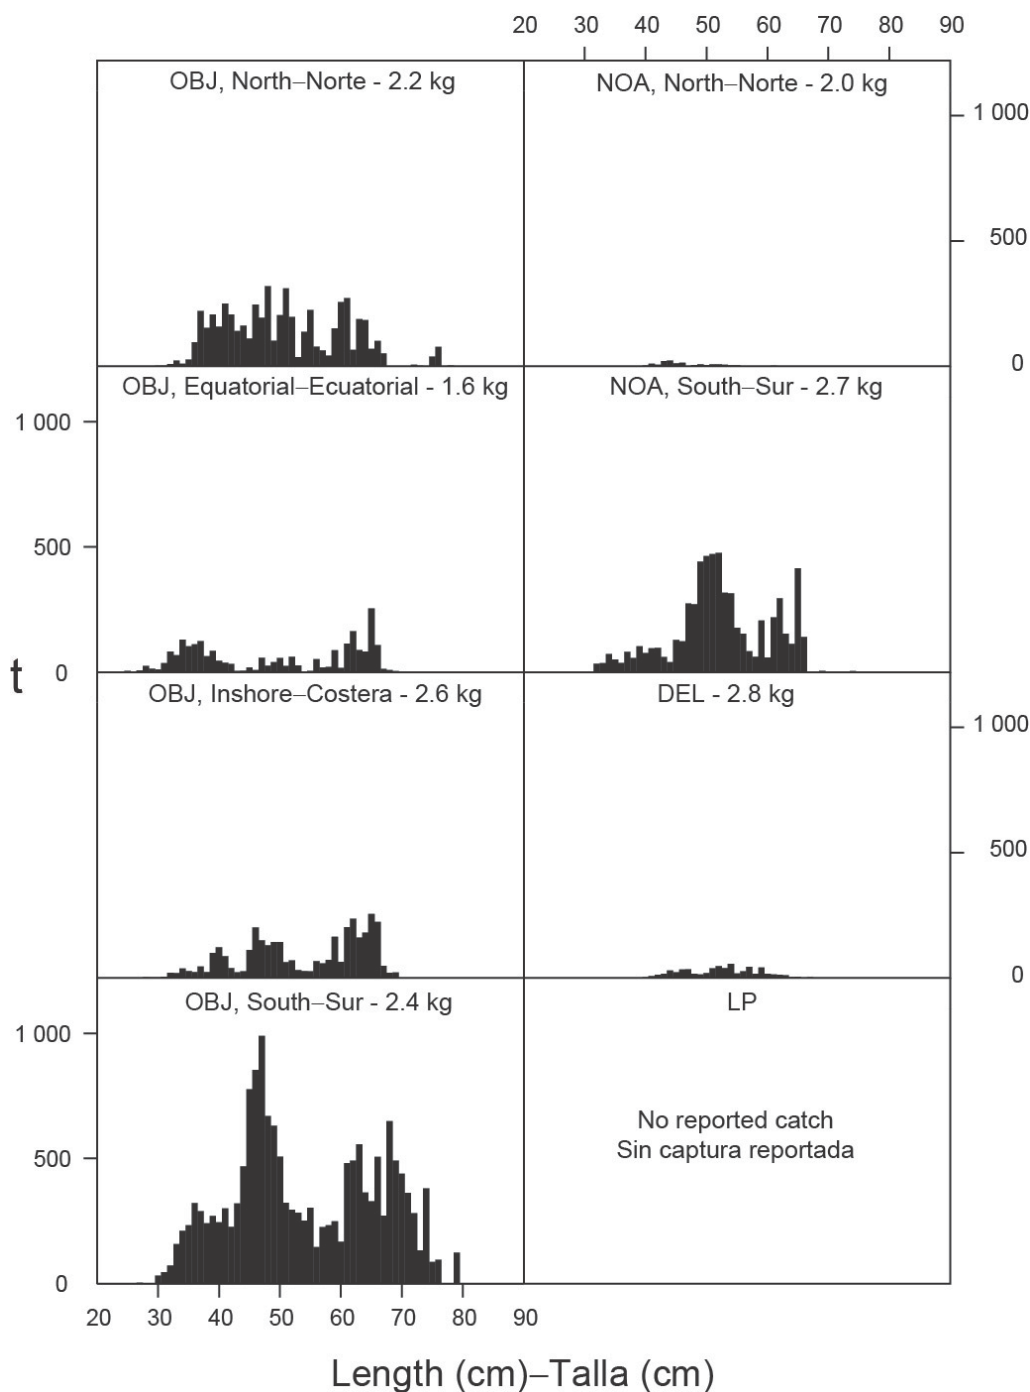 20 30 40 50 60 70 80 90
OBJ, North–Norte - 2.2 kg
NOA, North–Norte - 2.0 kg
1 000
500
0
OBJ, Equatorial–Ecuatorial - 1.6 kg
NOA, South–Sur - 2.7 kg
1 000
500
0
t
OBJ, Inshore–Costera - 2.6 kg
DEL - 2.8 kg
1 000
500
0
OBJ, South–Sur - 2.4 kg
LP
1 000
No reported catch
Sin captura reportada
500
0
20 30 40 50 60 70 80 90
Length (cm)–Talla (cm)